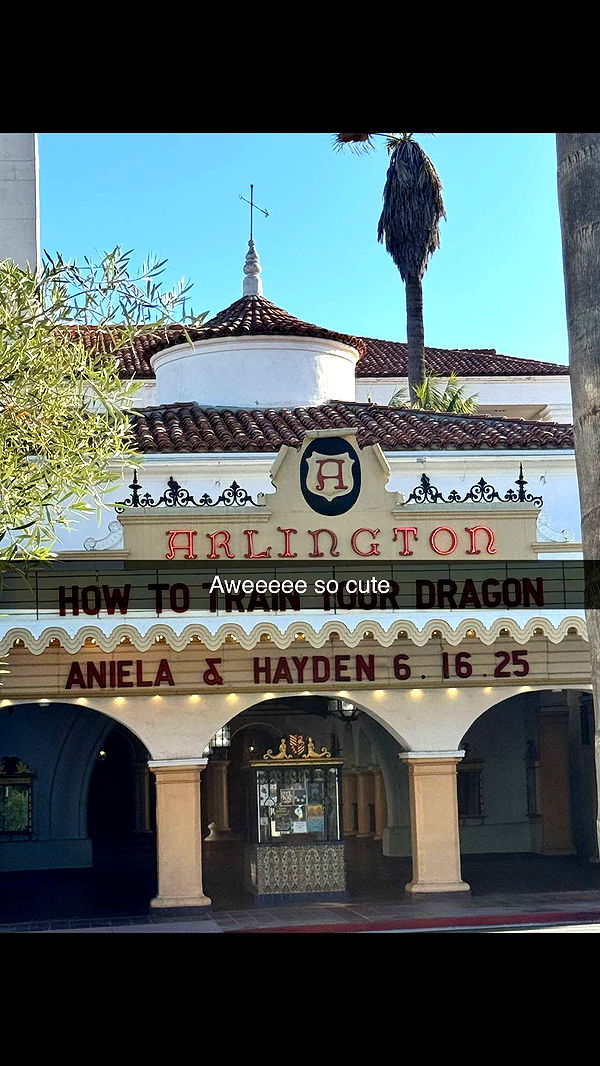 A
ARLINGTON
HOW TO TRAIN YOUR DRAGON
Aweeeee so cute
ANIELA & HAYDEN 6.16.25